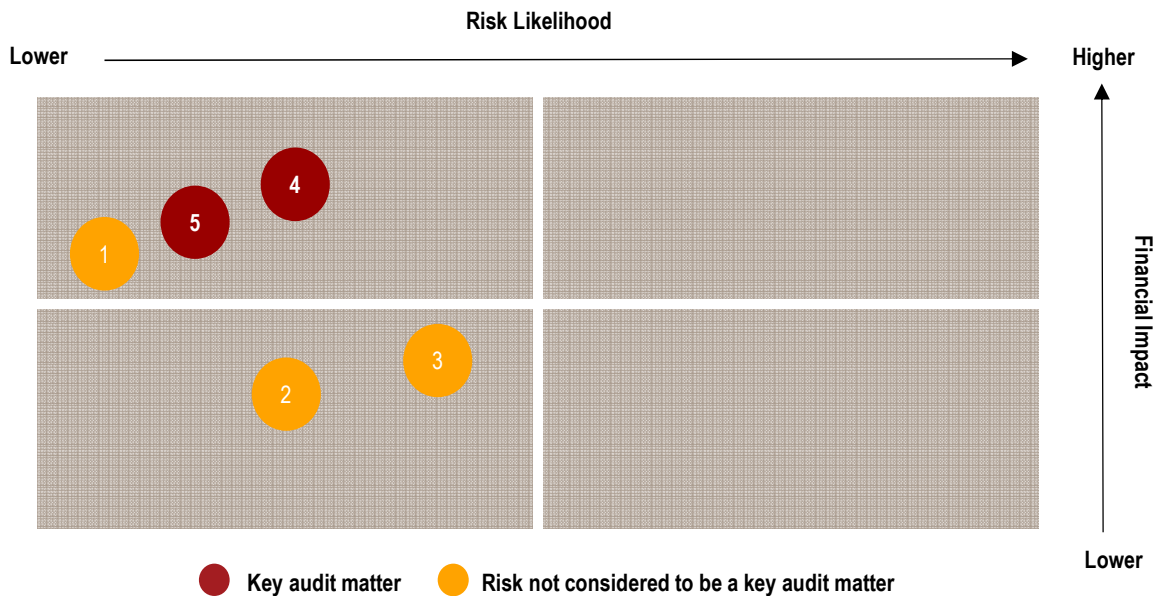 Risk Likelihood
Lower
Higher
4
5
1
3
2
Financial Impact
Lower
Key audit matter
Risk not considered to be a key audit matter